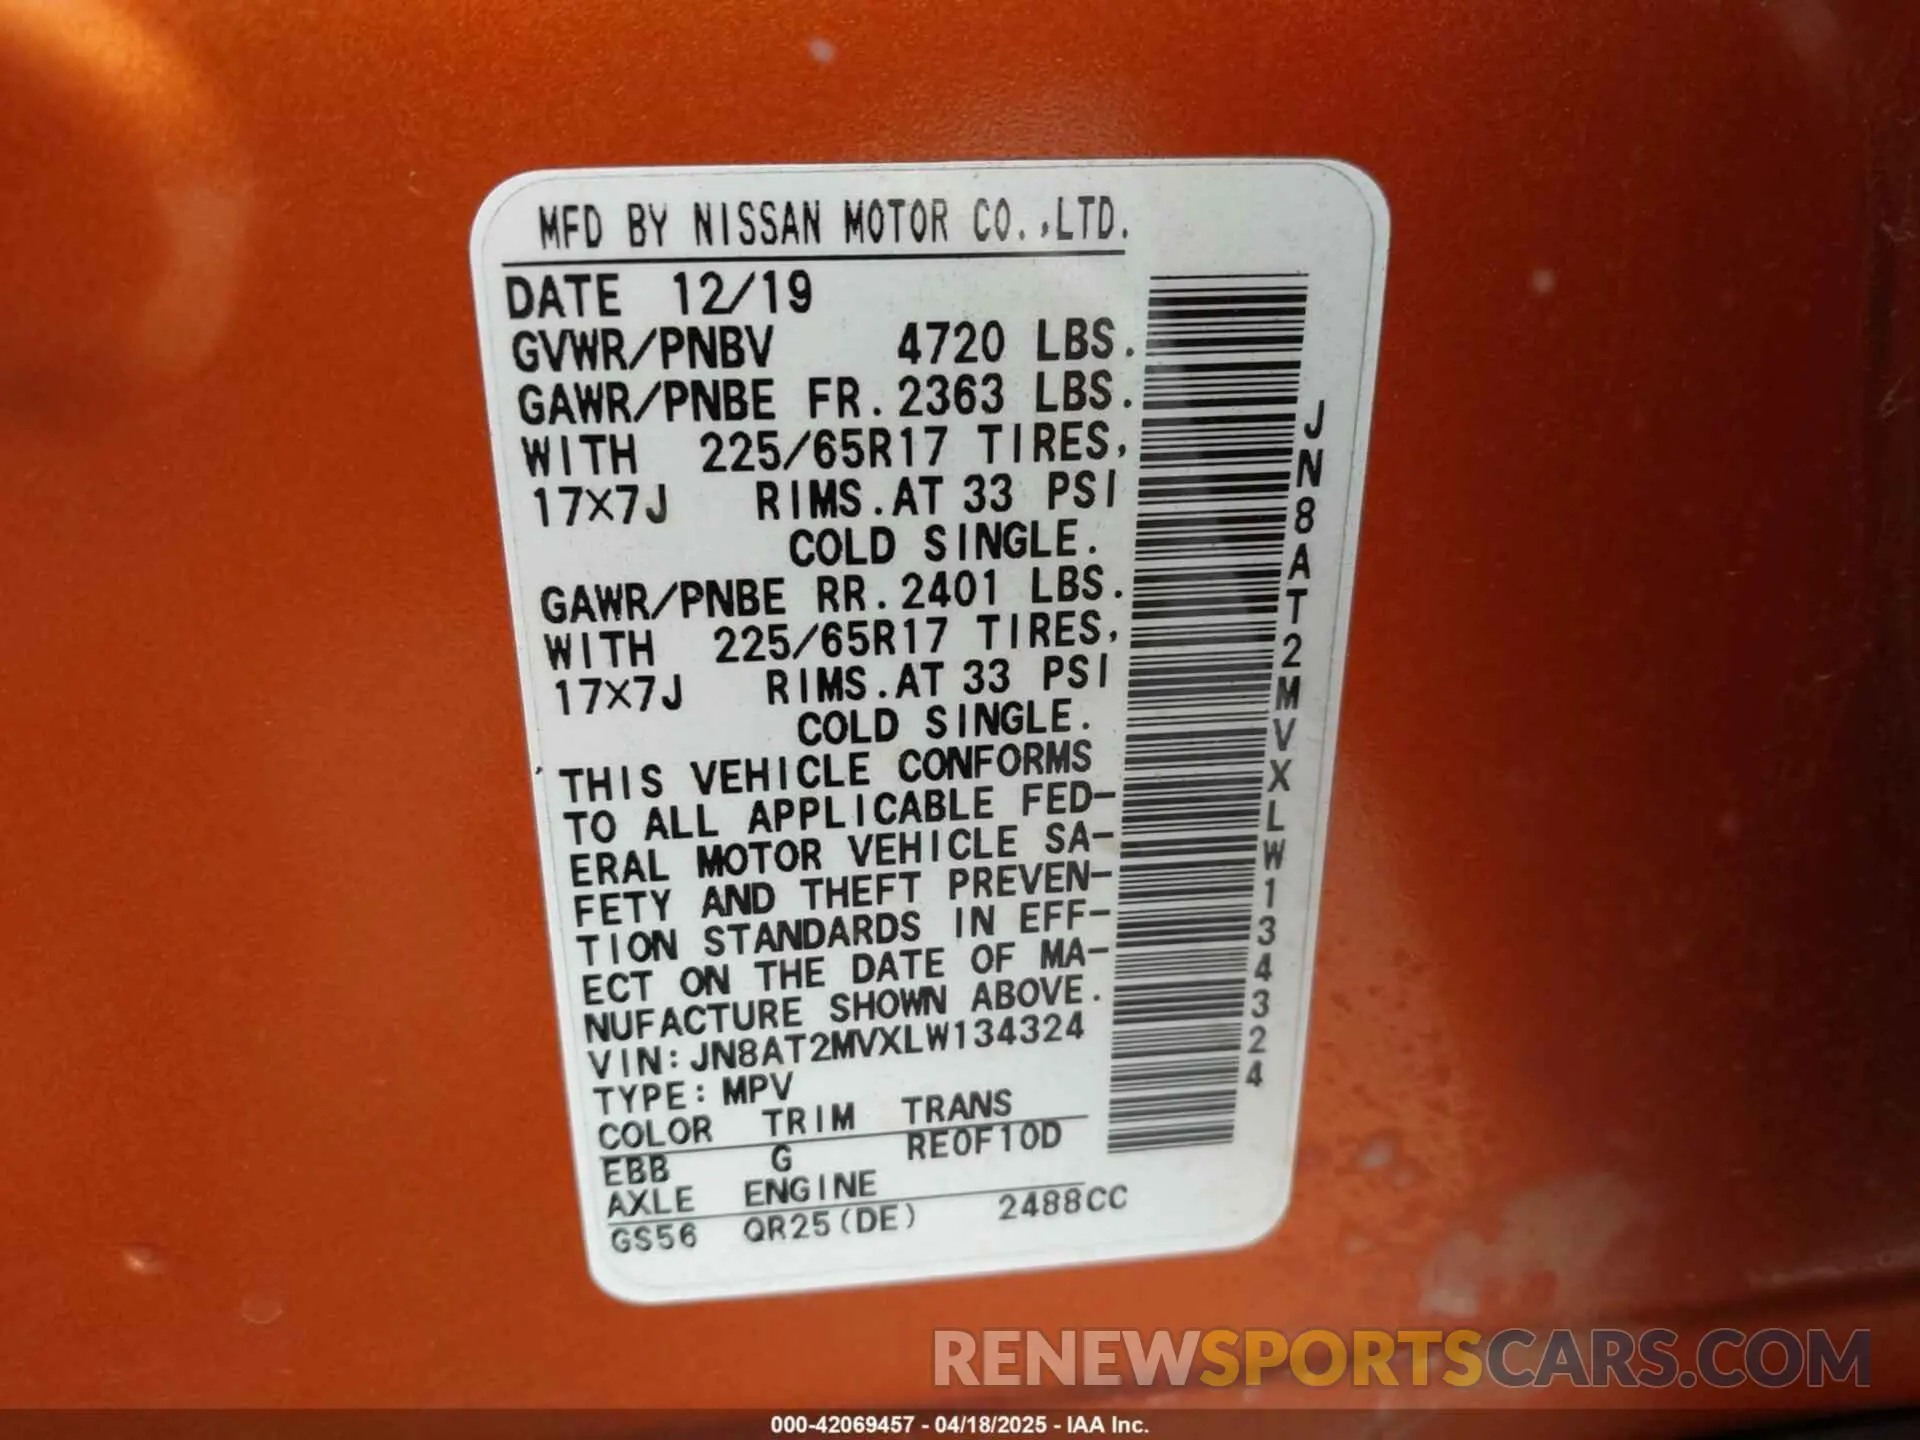 MFD BY NISSAN MOTOR CO.,LTD.
DATE 12/19
GVWR/PNBV 4720 LBS.
GAWR/PNBE FR. 2363 LBS.
WITH 225/65R17 TIRES,
17X7J RIMS.AT 33 PSI
COLD SINGLE.
GAWR/PNBE RR. 2401 LBS.
WITH 225/65R17 TIRES,
17X7J RIMS.AT 33 PSI
COLD SINGLE.
THIS VEHICLE CONFORMS
TO ALL APPLICABLE FED-
ERAL MOTOR VEHICLE SA-
FETY AND THEFT PREVEN-
TION STANDARDS IN EFF-
ECT ON THE DATE OF MA-
NUFACTURE SHOWN ABOVE.
VIN: JN8AT2MVXLW134324
TYPE: MPV
COLOR TRIM TRANS
EBB G RE0F10D
AXLE ENGINE
GS56 QR25(DE) 2488CC
JN8AT2MVXLW134324
RENEWSPORTSCARS.COM
000-42069457 - 04/18/2025 - IAA Inc.